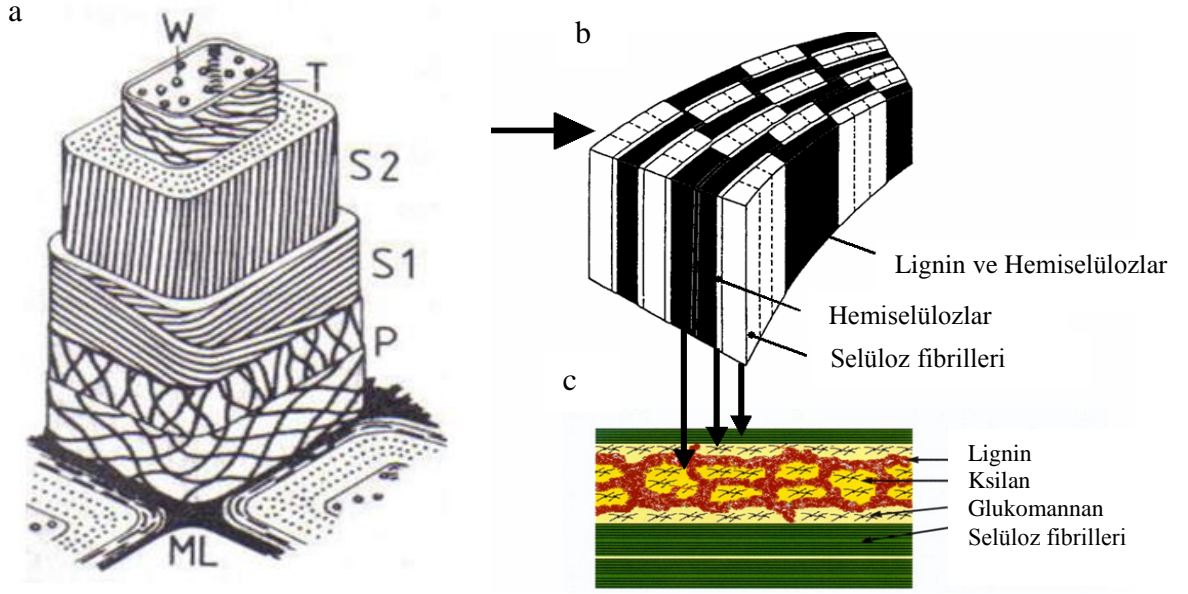 a
W
T
S2
S1
P
ML
b
Lignin ve Hemiselülozlar
Hemiselülozlar
Selüloz fibrilleri
c
Lignin
Ksilan
Glukomannan
Selüloz fibrilleri